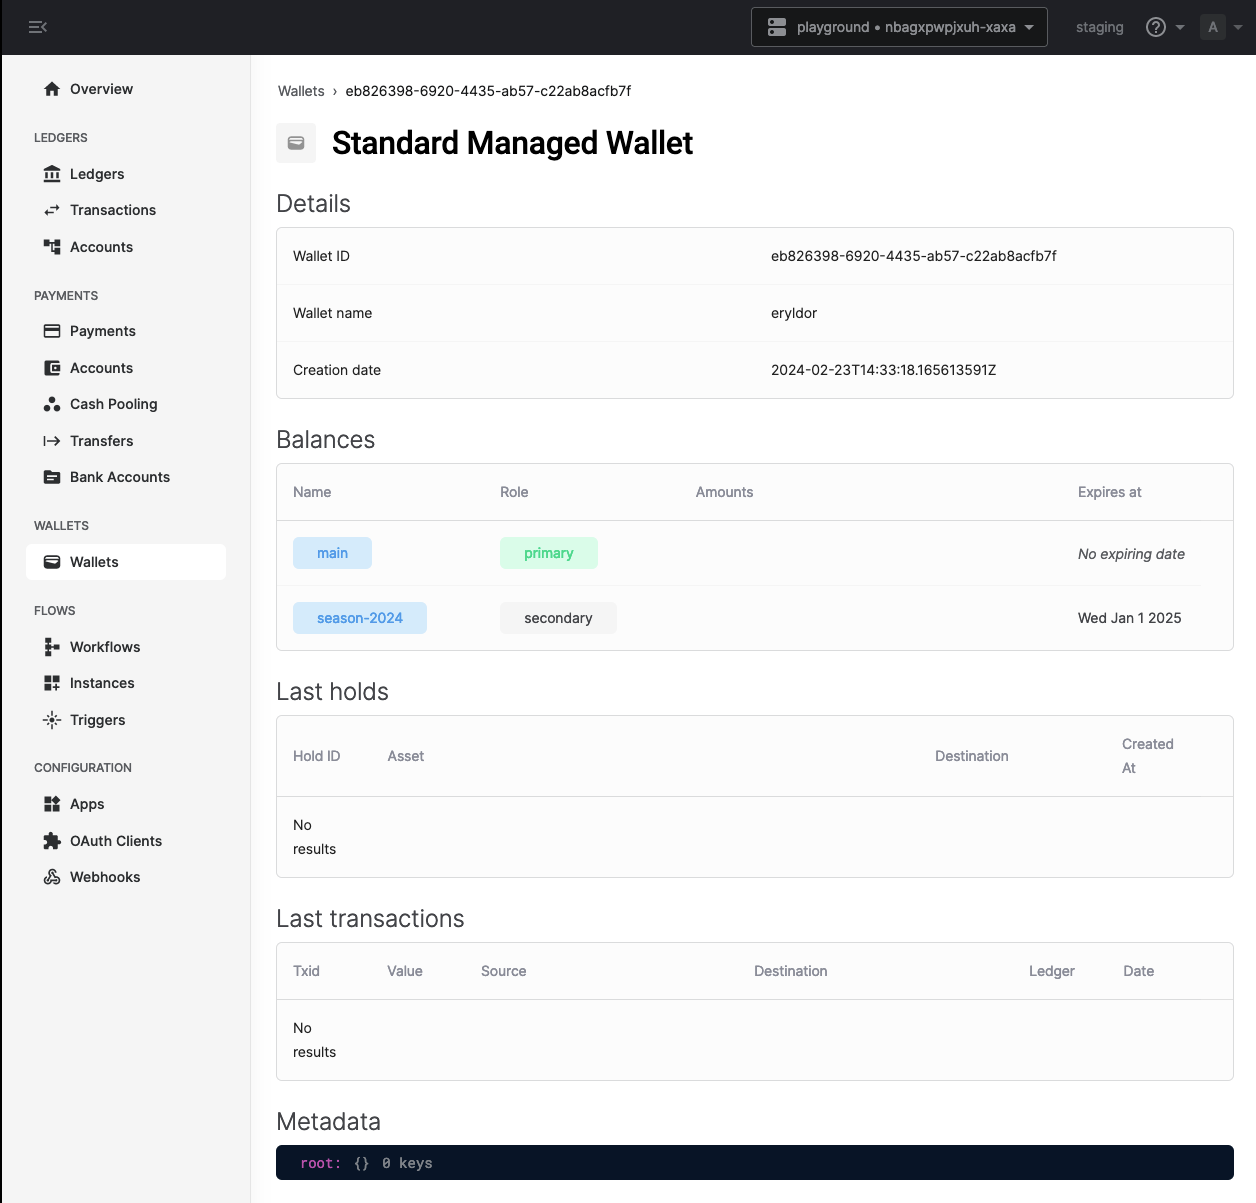 playground • nbagxpwpjxuh-xaxa
staging
A
Overview
LEDGERS
Ledgers
Transactions
Accounts
PAYMENTS
Payments
Accounts
Cash Pooling
Transfers
Bank Accounts
WALLETS
Wallets
FLOWS
Workflows
Instances
Triggers
CONFIGURATION
Apps
OAuth Clients
Webhooks
Wallets › eb826398-6920-4435-ab57-c22ab8acfb7f
Standard Managed Wallet
Details
Wallet ID eb826398-6920-4435-ab57-c22ab8acfb7f
Wallet name eryldor
Creation date 2024-02-23T14:33:18.165613591Z
Balances
Name Role Amounts Expires at
main primary No expiring date
season-2024 secondary Wed Jan 1 2025
Last holds
Hold ID Asset Destination Created
At
No
results
Last transactions
Txid Value Source Destination Ledger Date
No
results
Metadata
root: {} 0 keys